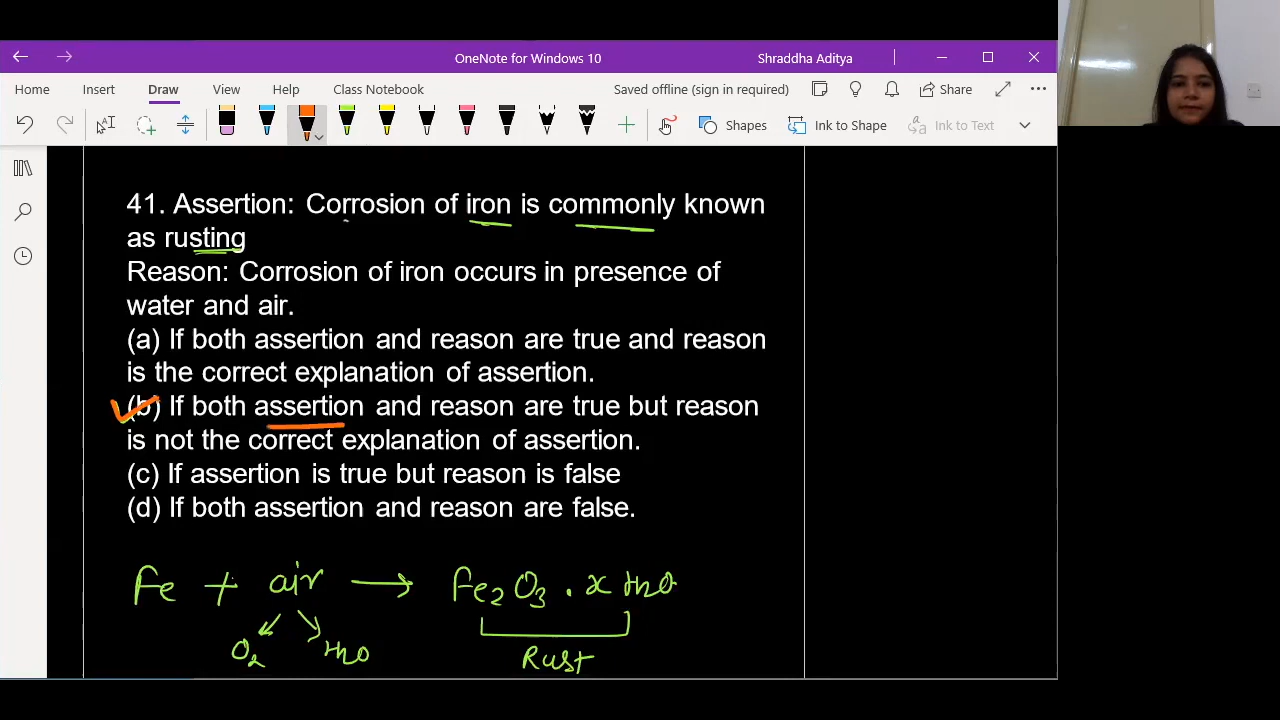 OneNote for Windows 10
Shraddha Aditya
Home Insert Draw View Help Class Notebook
Saved offline (sign in required)
Share
Shapes
Ink to Shape
Ink to Text
41. Assertion: Corrosion of iron is commonly known
as rusting
Reason: Corrosion of iron occurs in presence of
water and air.
(a) If both assertion and reason are true and reason
is the correct explanation of assertion.
(b) If both assertion and reason are true but reason
is not the correct explanation of assertion.
(c) If assertion is true but reason is false
(d) If both assertion and reason are false.
Fe + air → Fe₂O₃ . x H₂O
O₂ H₂O
Rust